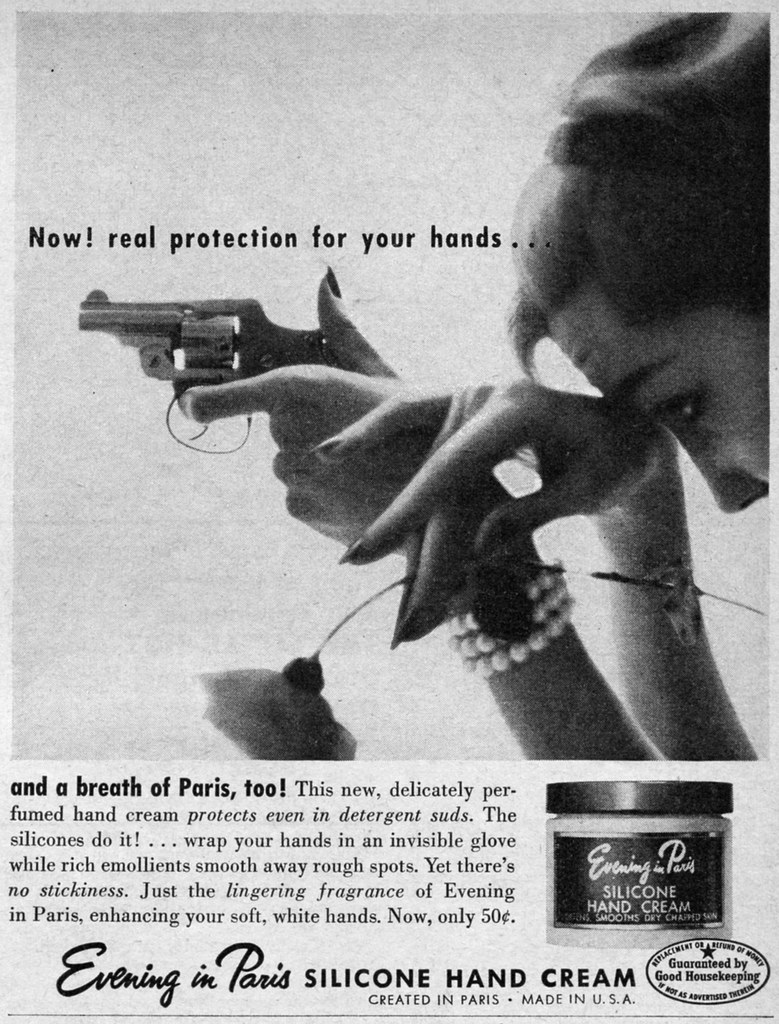 Now! real protection for your hands . . .
and a breath of Paris, too! This new, delicately per-
fumed hand cream protects even in detergent suds. The
silicones do it! . . . wrap your hands in an invisible glove
while rich emollients smooth away rough spots. Yet there's
no stickiness. Just the lingering fragrance of Evening
in Paris, enhancing your soft, white hands. Now, only 50¢.
Evening in Paris
SILICONE
HAND CREAM
SMOOTHS DRY CHAPPED SKIN
Evening in Paris SILICONE HAND CREAM
CREATED IN PARIS • MADE IN U.S.A.
REPLACEMENT OR REFUND OF MONEY
Guaranteed by
Good Housekeeping
IF NOT AS ADVERTISED THEREIN